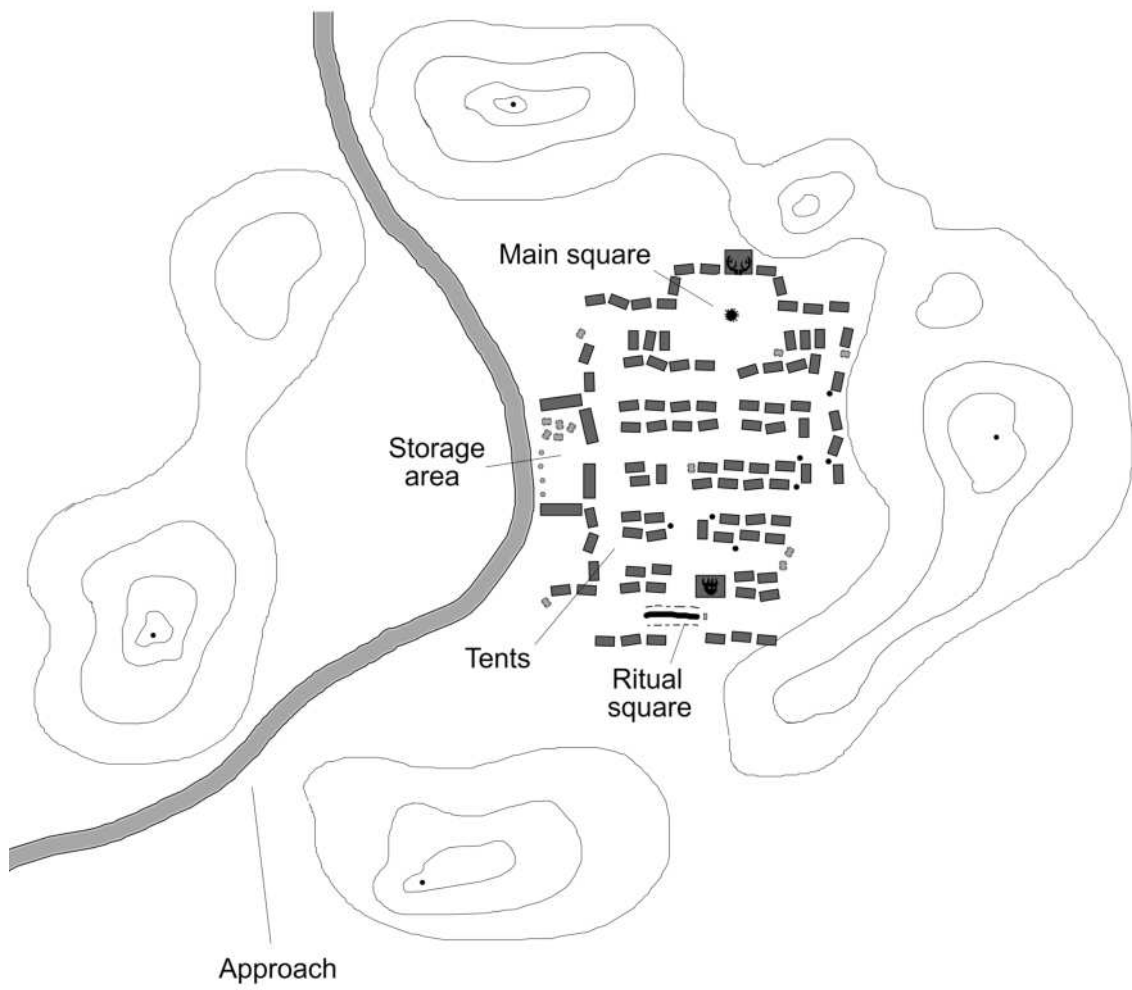 Main square
Storage
area
Tents
Ritual
square
Approach